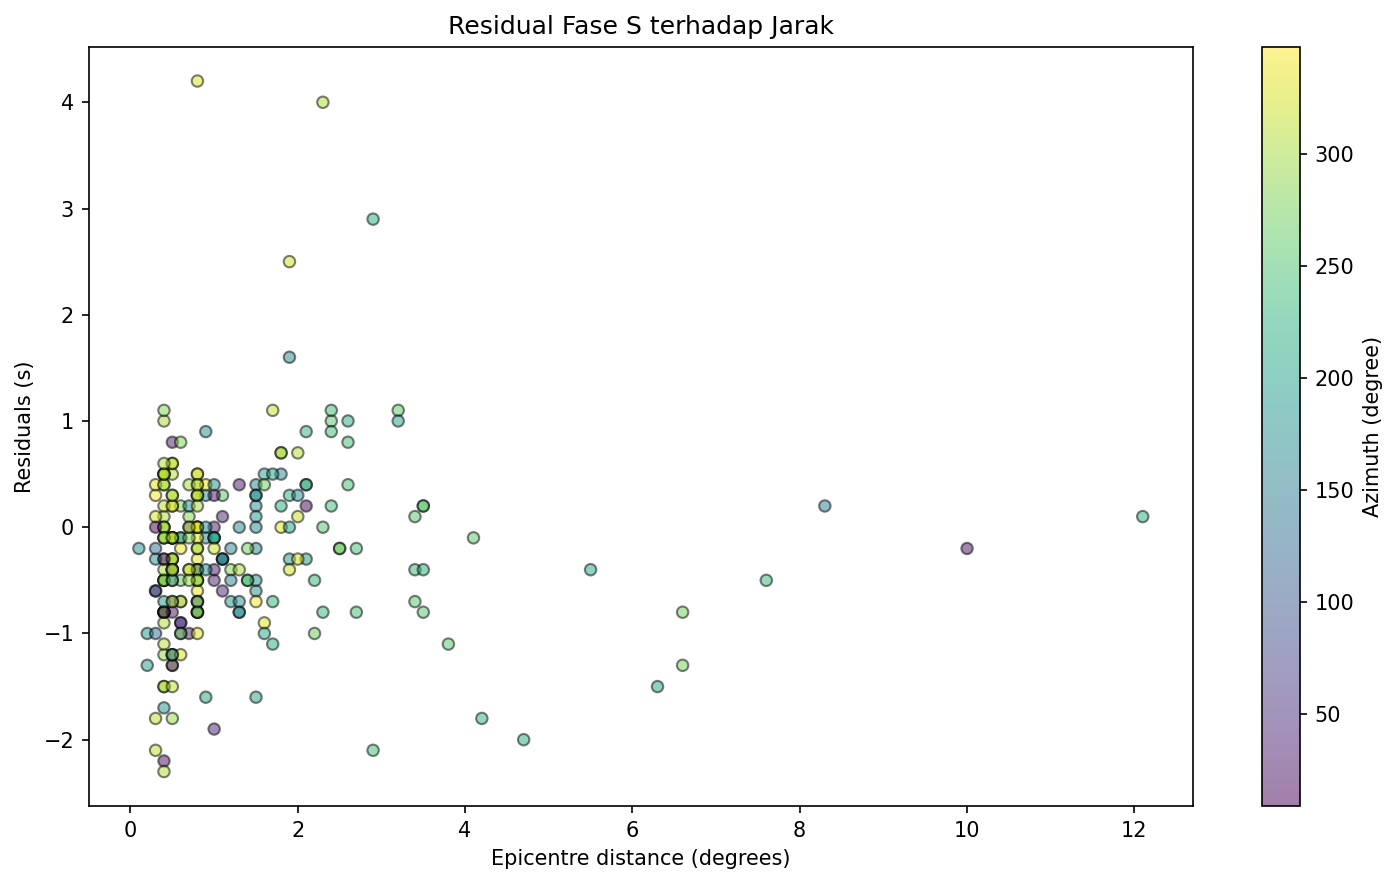 Residual Fase S terhadap Jarak
4
3
2
1
0
−1
−2
Residuals (s)
0 2 4 6 8 10 12
Epicentre distance (degrees)
300
250
200
150
100
50
Azimuth (degree)